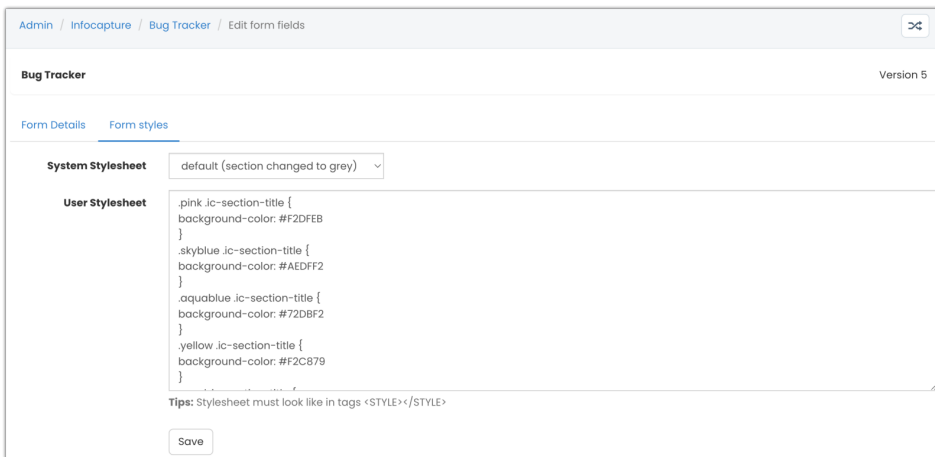 Admin / Infocapture / Bug Tracker / Edit form fields
Bug Tracker Version 5
Form Details Form styles
System Stylesheet default (section changed to grey)
User Stylesheet .pink .ic-section-title {
background-color: #F2DFEB
}
.skyblue .ic-section-title {
background-color: #AEDFF2
}
.aquablue .ic-section-title {
background-color: #72DBF2
}
.yellow .ic-section-title {
background-color: #F2C879
}
Tips: Stylesheet must look like in tags <STYLE></STYLE>
Save